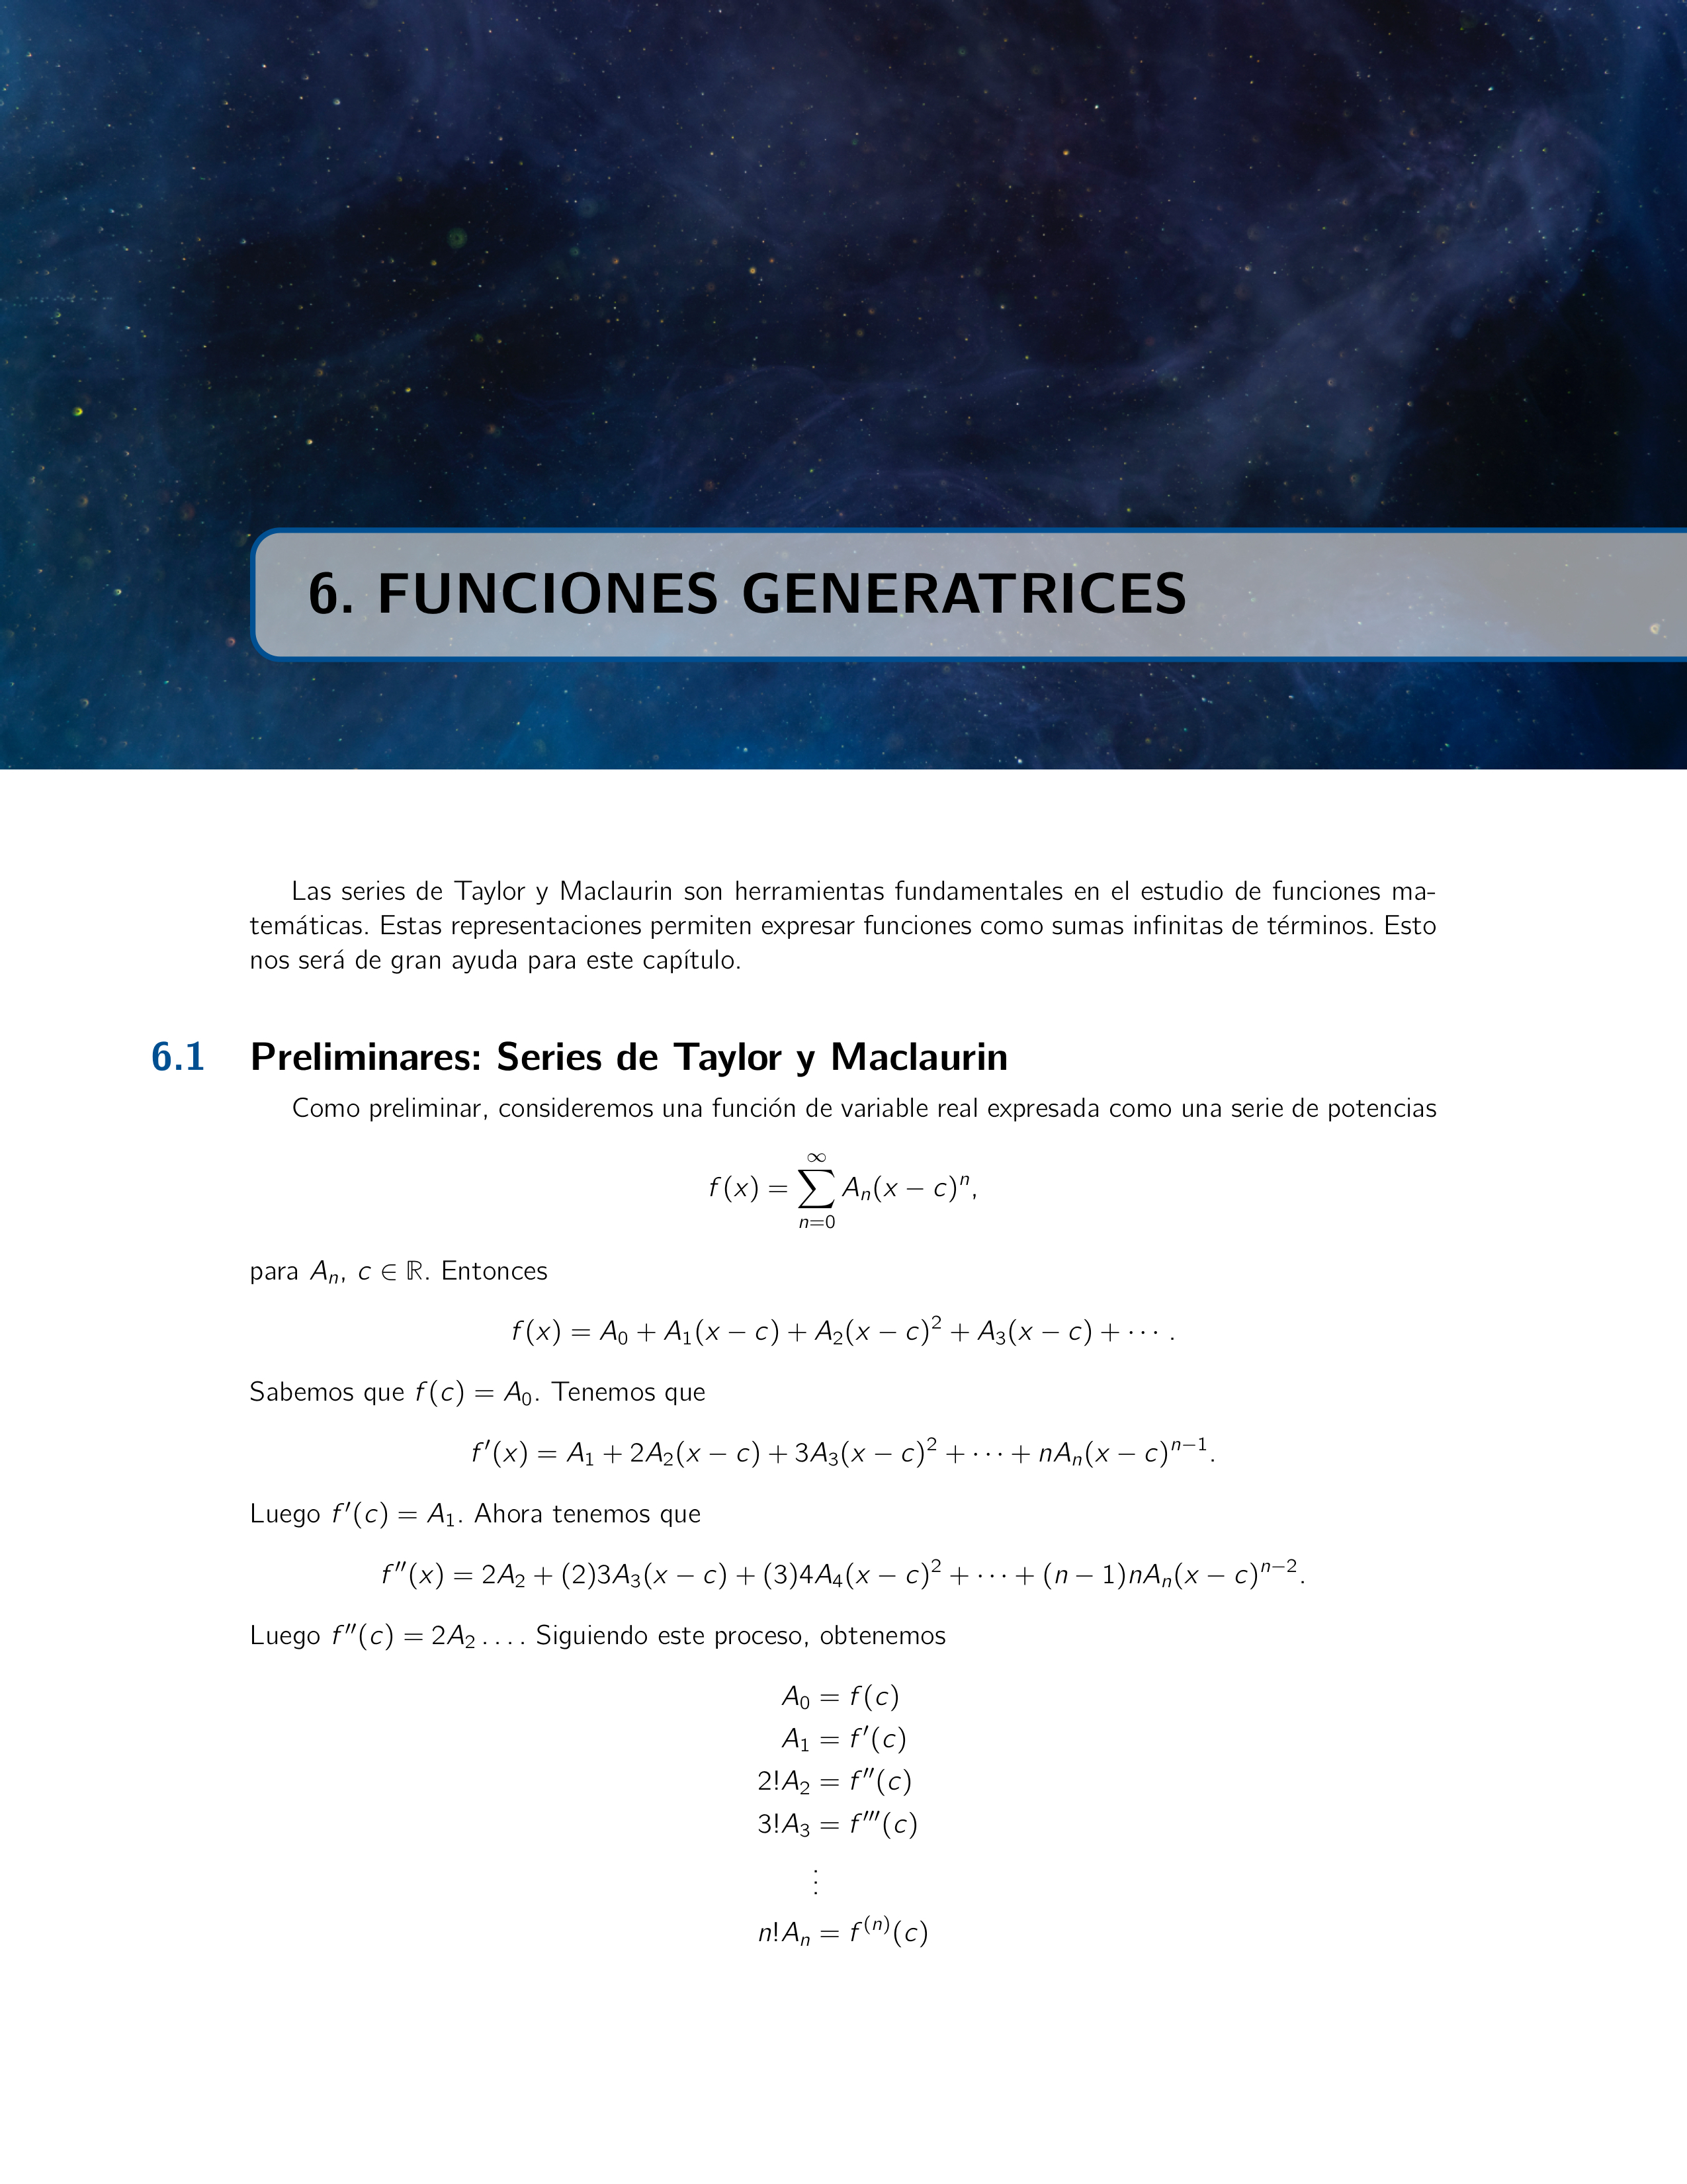 6. FUNCIONES GENERATRICES
Las series de Taylor y Maclaurin son herramientas fundamentales en el estudio de funciones ma-
temáticas. Estas representaciones permiten expresar funciones como sumas infinitas de términos. Esto
nos será de gran ayuda para este capítulo.
6.1 Preliminares: Series de Taylor y Maclaurin
Como preliminar, consideremos una función de variable real expresada como una serie de potencias
$f(x) = \sum_{n=0}^{\infty} A_n(x - c)^n,$
para $A_n$, $c \in \mathbb{R}$. Entonces
$f(x) = A_0 + A_1(x - c) + A_2(x - c)^2 + A_3(x - c) + \cdots.$
Sabemos que $f(c) = A_0$. Tenemos que
$f'(x) = A_1 + 2A_2(x - c) + 3A_3(x - c)^2 + \cdots + nA_n(x - c)^{n-1}.$
Luego $f'(c) = A_1$. Ahora tenemos que
$f''(x) = 2A_2 + (2)3A_3(x - c) + (3)4A_4(x - c)^2 + \cdots + (n - 1)nA_n(x - c)^{n-2}.$
Luego $f''(c) = 2A_2 \ldots.$ Siguiendo este proceso, obtenemos
$A_0 = f(c)$
$A_1 = f'(c)$
$2!A_2 = f''(c)$
$3!A_3 = f'''(c)$
$\vdots$
$n!A_n = f^{(n)}(c)$